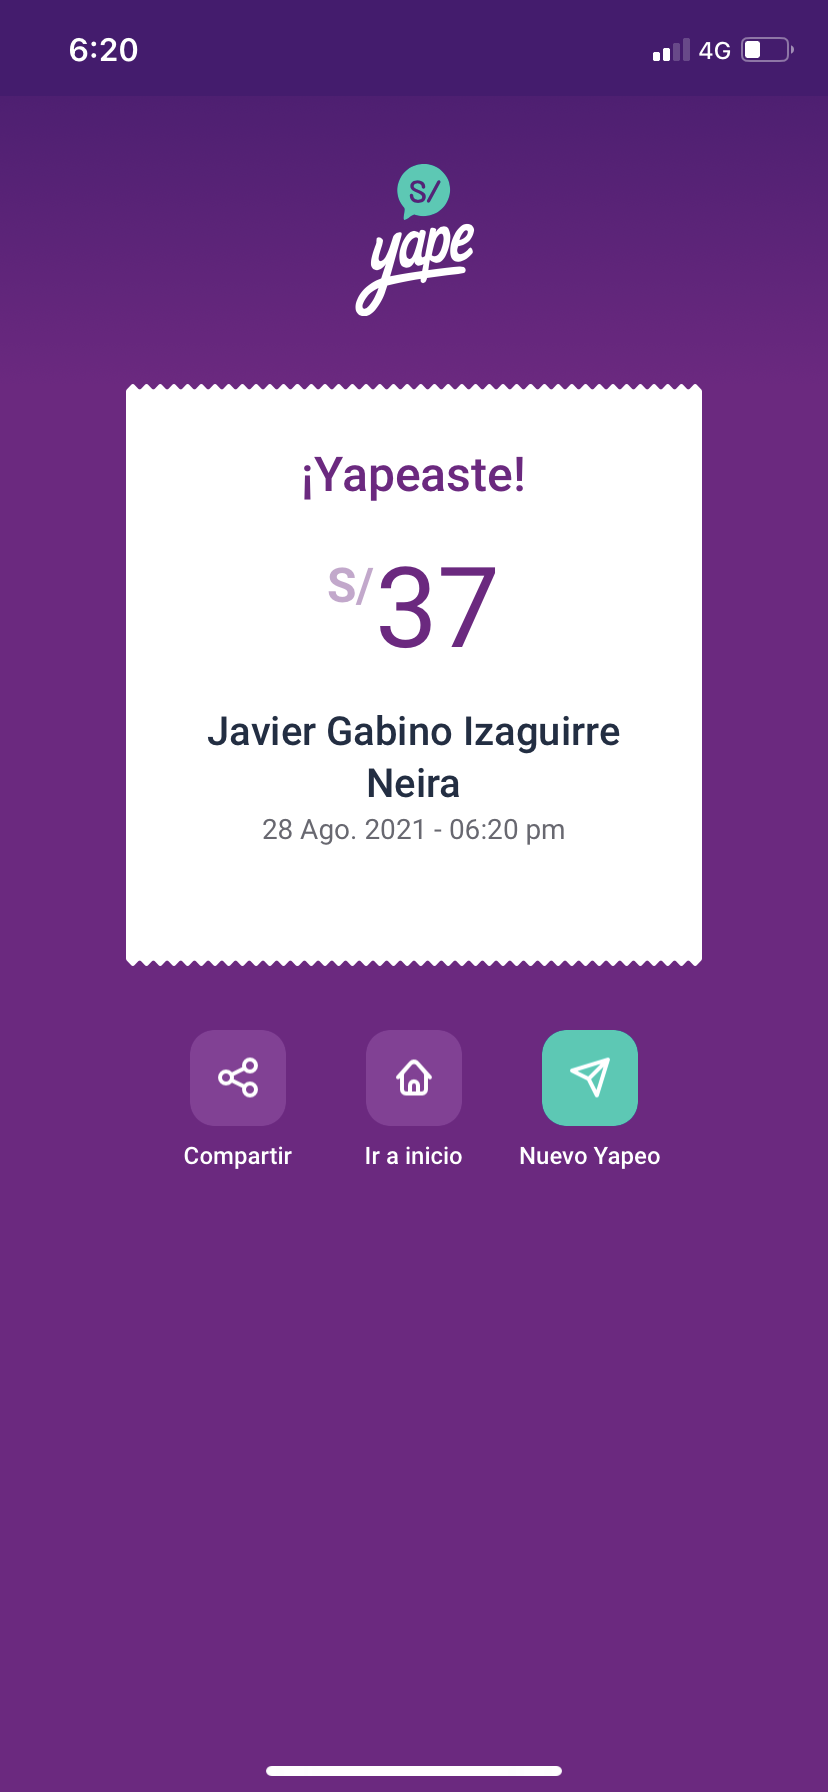 6:20
4G
S/
yape
¡Yapeaste!
S/37
Javier Gabino Izaguirre
Neira
28 Ago. 2021 - 06:20 pm
Compartir
Ir a inicio
Nuevo Yapeo